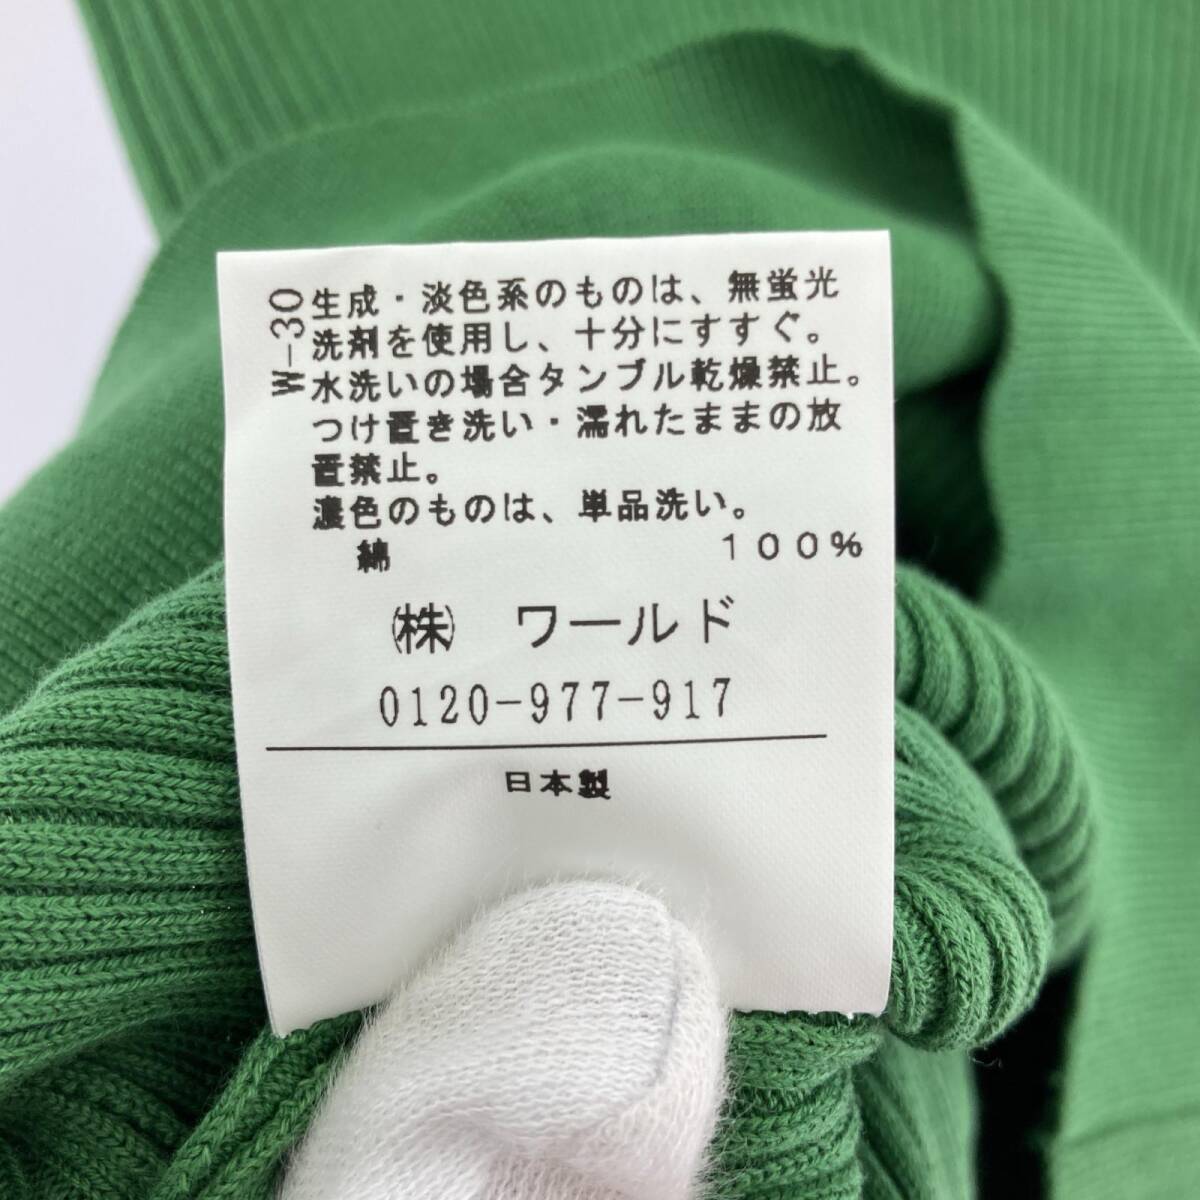 W-30
生成・淡色系のものは、無蛍光
洗剤を使用し、十分にすすぐ。
水洗いの場合タンブル乾燥禁止。
つけ置き洗い・濡れたままの放
置禁止。
濃色のものは、単品洗い。
綿 100%
㈱ ワールド
0120-977-917
日本製